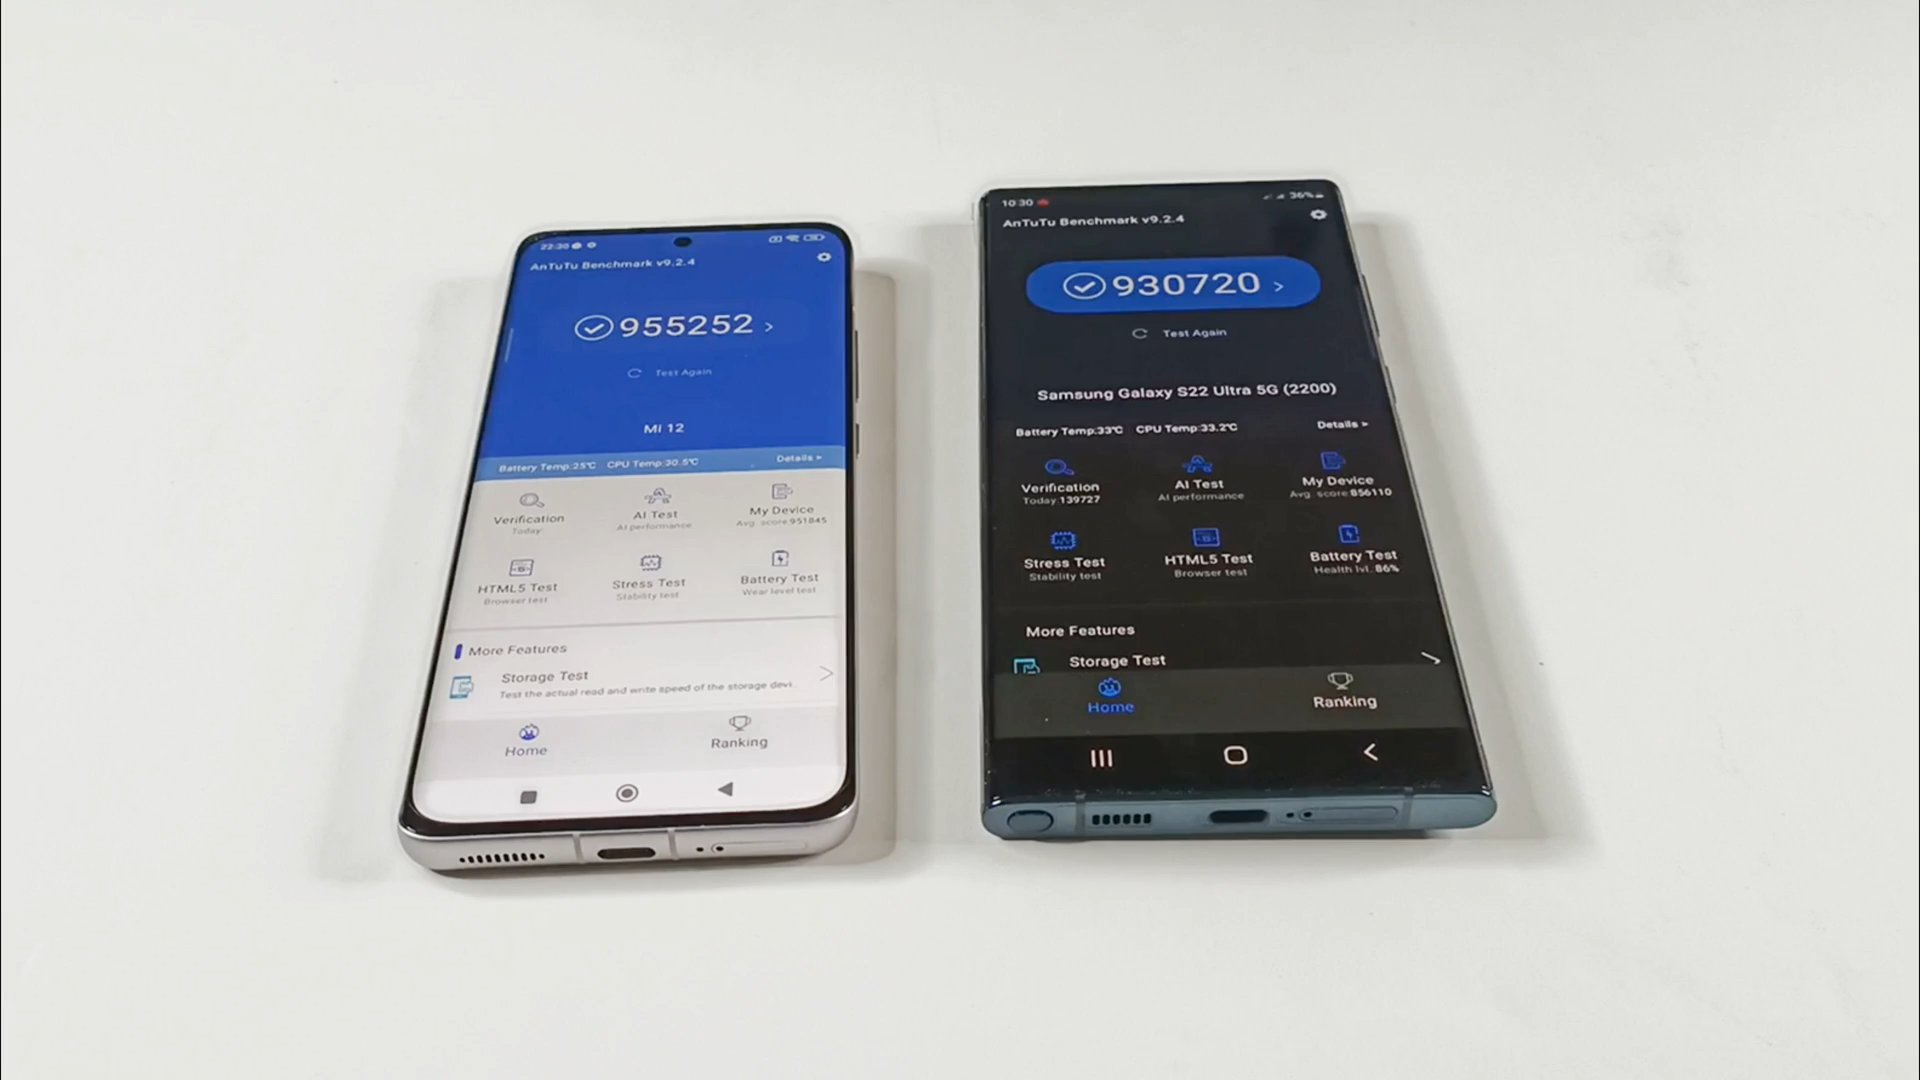 22:30
AnTuTu Benchmark v9.2.4
955252 >
Test Again
Mi 12
Battery Temp:25℃ CPU Temp:30.5℃ Details
Verification
Today:
AI Test
AI performance
My Device
Avg. score:951845
HTML5 Test
Browser test
Stress Test
Stability test
Battery Test
Wear level test
More Features
Storage Test
Test the actual read and write speed of the storage devi...
Home
Ranking
10:30
36%
AnTuTu Benchmark v9.2.4
930720 >
Test Again
Samsung Galaxy S22 Ultra 5G (2200)
Battery Temp:33℃ CPU Temp:33.2℃ Details
Verification
Today:139727
AI Test
AI performance
My Device
Avg. score:856110
Stress Test
Stability test
HTML5 Test
Browser test
Battery Test
Health lvl. 86%
More Features
Storage Test
Home
Ranking